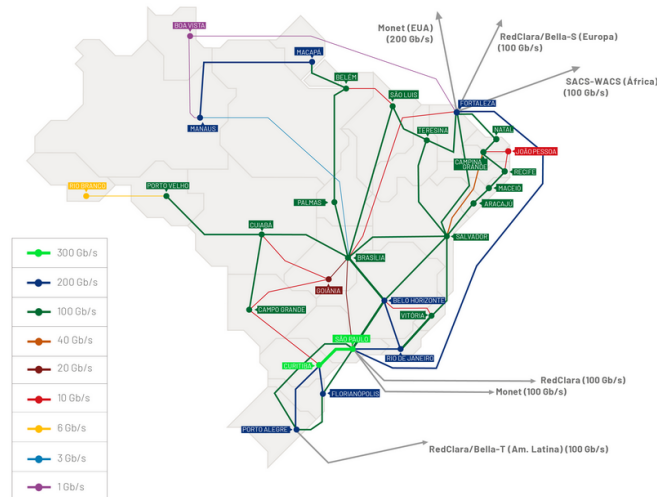 BOA VISTA
Monet (EUA)
(200 Gb/s)
RedClara/Bella-S (Europa)
(100 Gb/s)
SACS-WACS (África)
(100 Gb/s)
MACAPÁ
BELÉM
SÃO LUIS
FORTALEZA
MANAUS
TERESINA
NATAL
CAMPINA
GRANDE
JOÃO PESSOA
RECIFE
RIO BRANCO
PORTO VELHO
PALMAS
MACEIÓ
ARACAJÚ
CUIABÁ
SALVADOR
BRASÍLIA
GOIÂNIA
BELO HORIZONTE
CAMPO GRANDE
VITÓRIA
SÃO PAULO
RIO DE JANEIRO
CURITIBA
FLORIANÓPOLIS
PORTO ALEGRE
RedClara (100 Gb/s)
Monet (100 Gb/s)
RedClara/Bella-T (Am. Latina) (100 Gb/s)
300 Gb/s
200 Gb/s
100 Gb/s
40 Gb/s
20 Gb/s
10 Gb/s
6 Gb/s
3 Gb/s
1 Gb/s